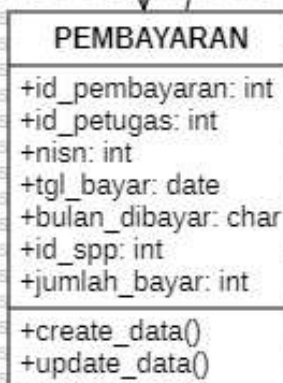 PEMBAYARAN
+id_pembayaran: int
+id_petugas: int
+nisn: int
+tgl_bayar: date
+bulan_dibayar: char
+id_spp: int
+jumlah_bayar: int
+create_data()
+update_data()